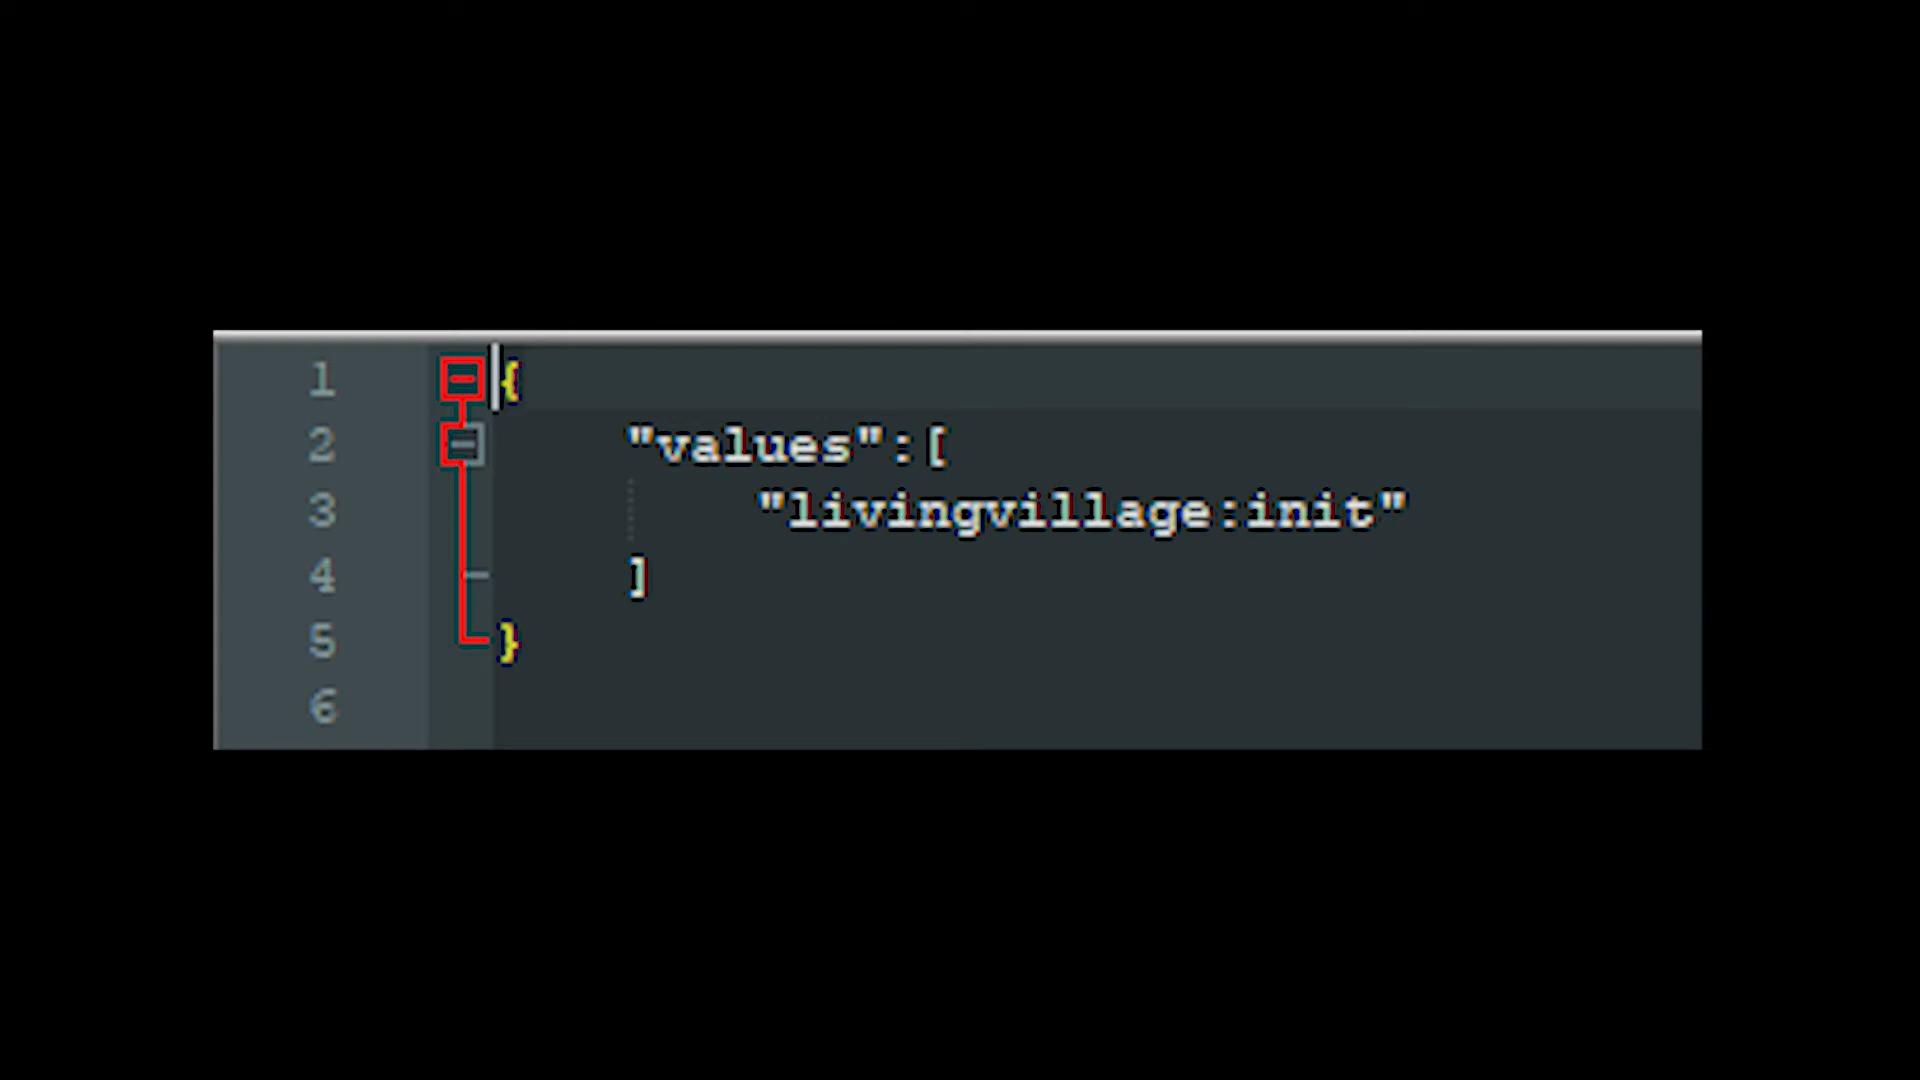 1 {
2 "values":[
3 "livingvillage:init"
4 ]
5 }
6